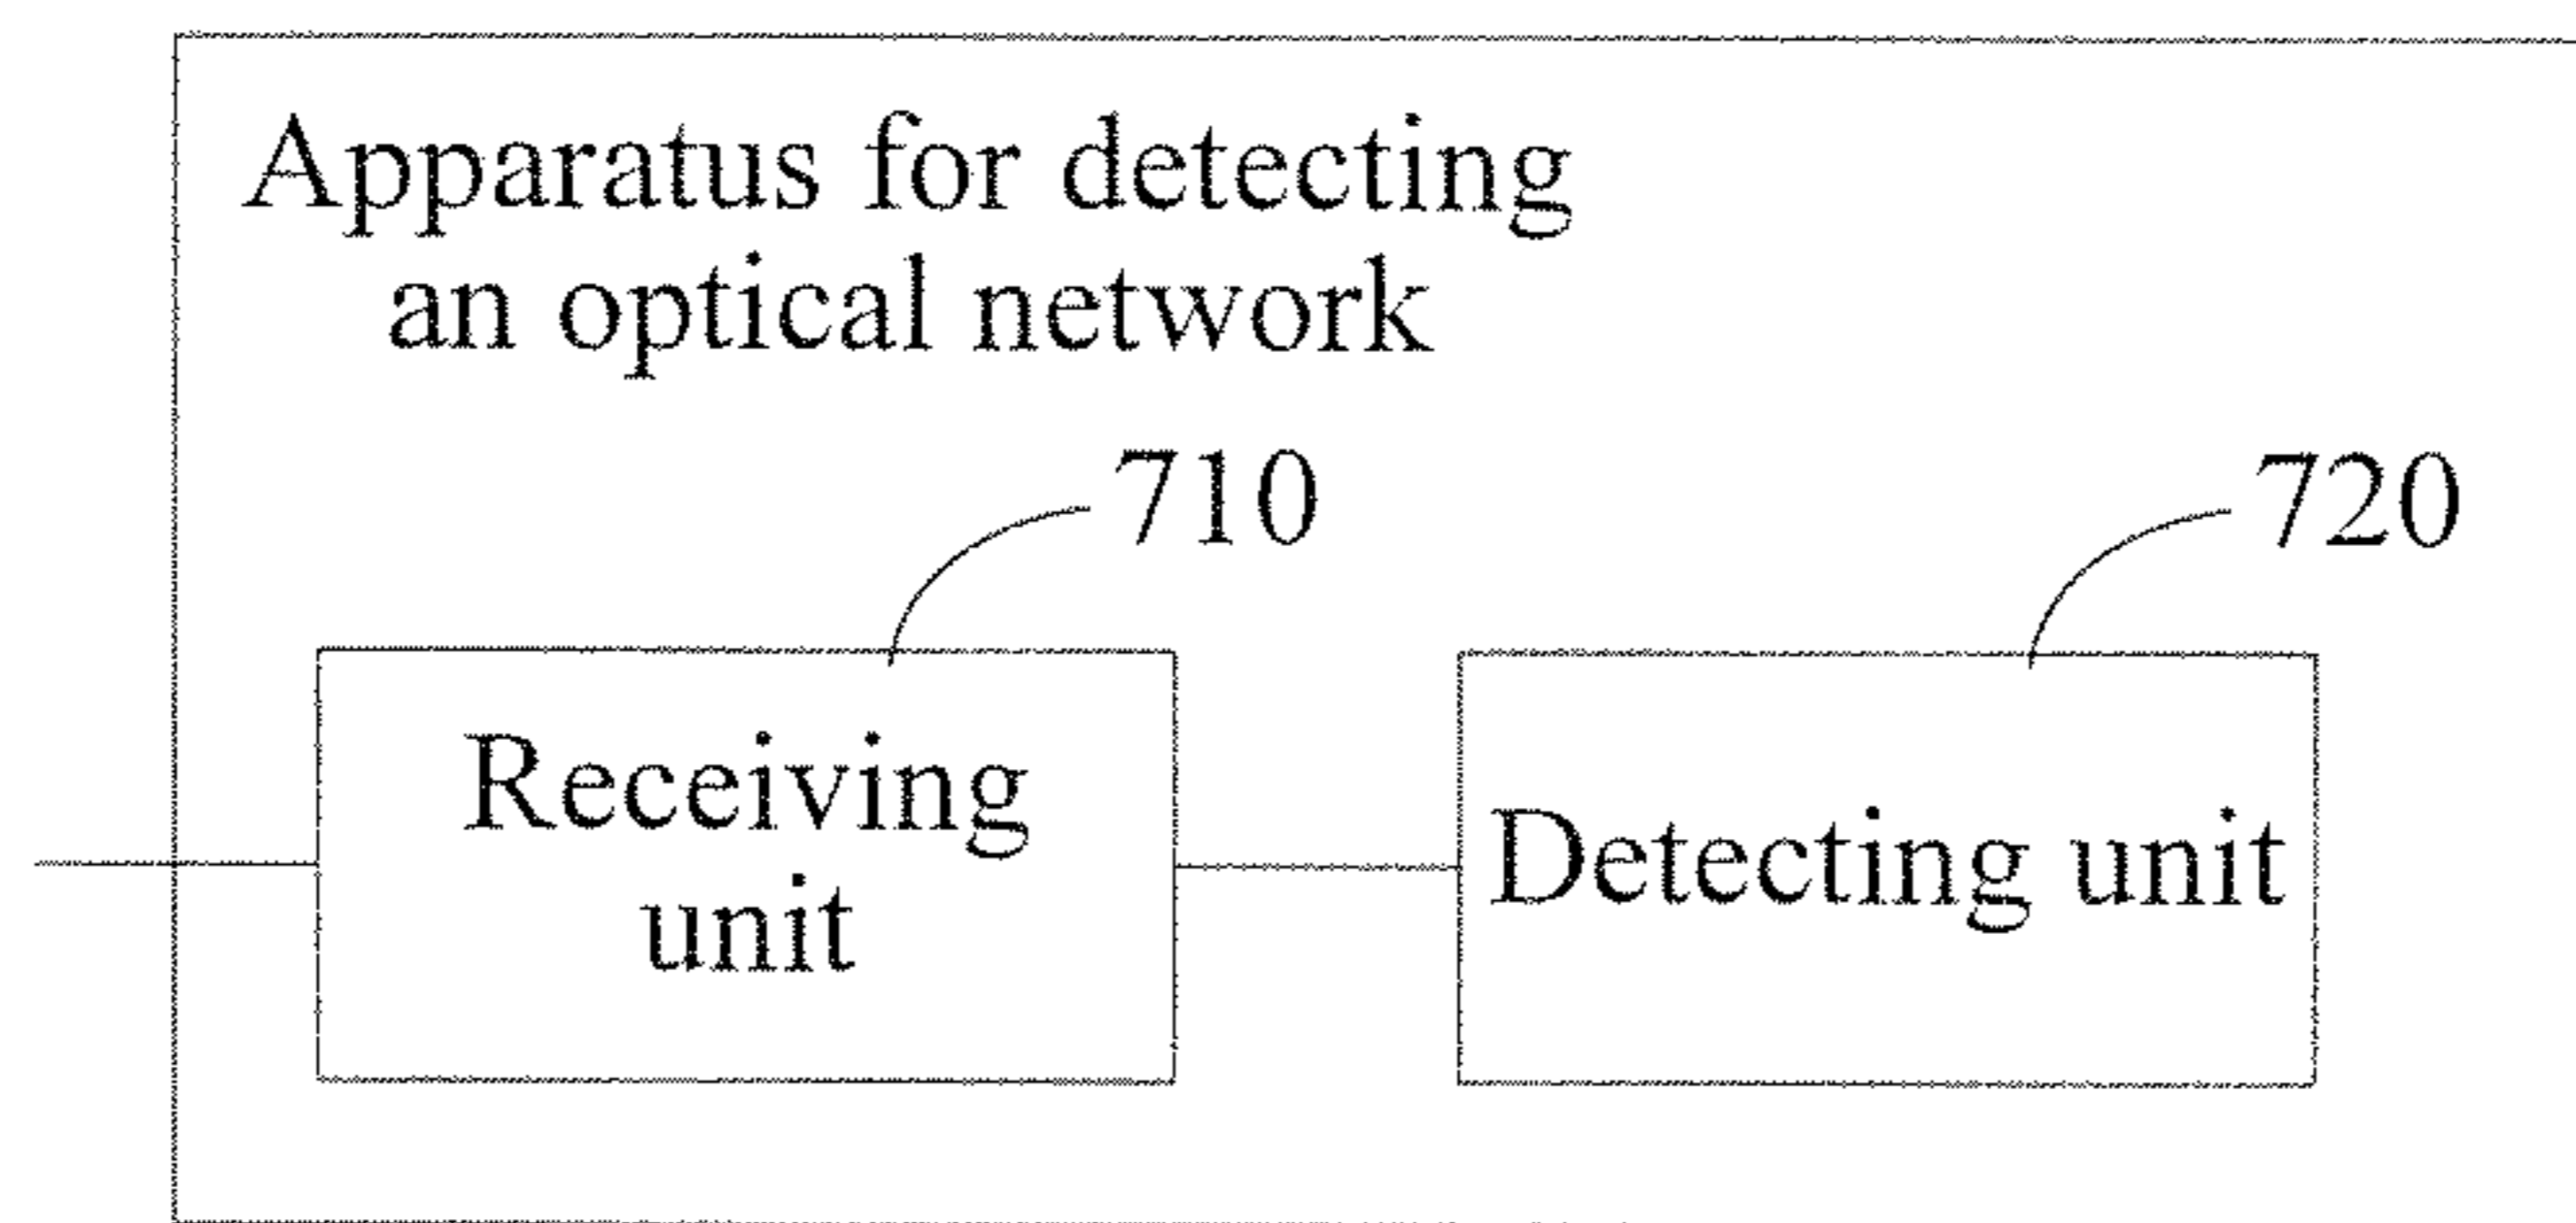 Apparatus for detecting
an optical network
710
720
Receiving
unit
Detecting unit